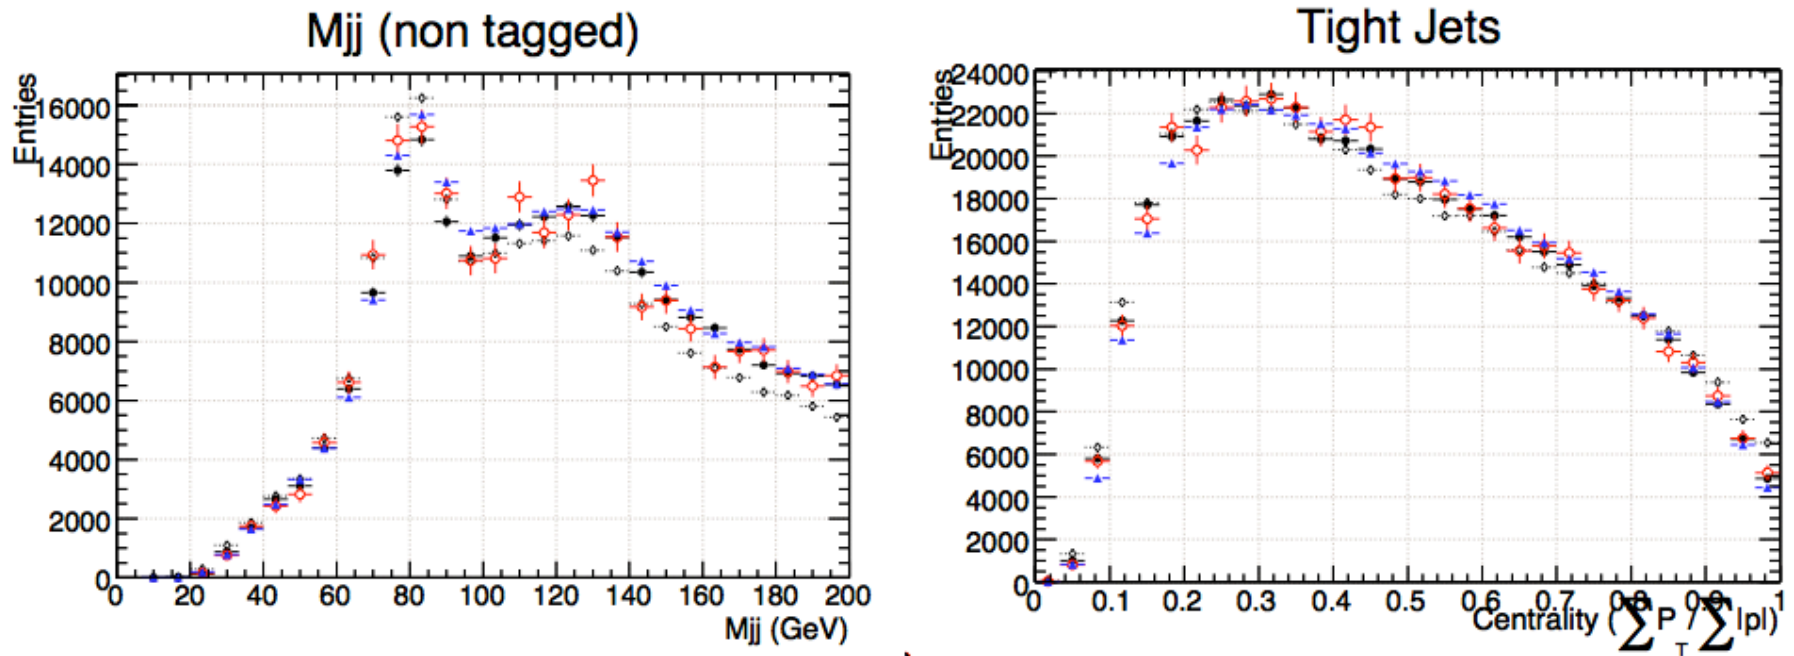 Mjj (non tagged)
Entries
16000
14000
12000
10000
8000
6000
4000
2000
0
0 20 40 60 80 100 120 140 160 180 200
Mjj (GeV)
Tight Jets
Entries
24000
22000
20000
18000
16000
14000
12000
10000
8000
6000
4000
2000
0
0 0.1 0.2 0.3 0.4 0.5 0.6 0.7 0.8 0.9 1
Centrality (∑P_T/∑|p|)